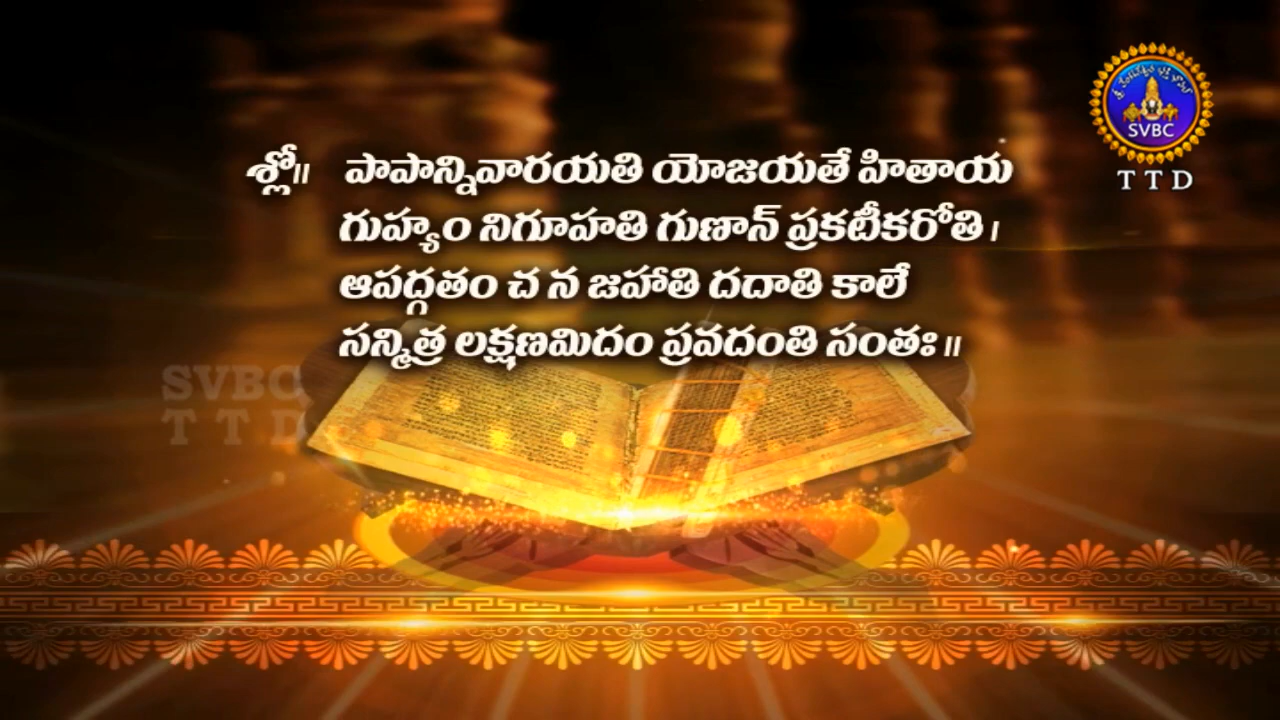 శ్లో॥ పాపాన్నివారయతి యోజయతే హితాయ
గుహ్యం నిగూహతి గుణాన్ ప్రకటీకరోతి।
ఆపద్గతం చ న జహాతి దదాతి కాలే
సన్మిత్ర లక్షణమిదం ప్రవదంతి సంతః॥
SVBC
TTD
SVBC
TTD